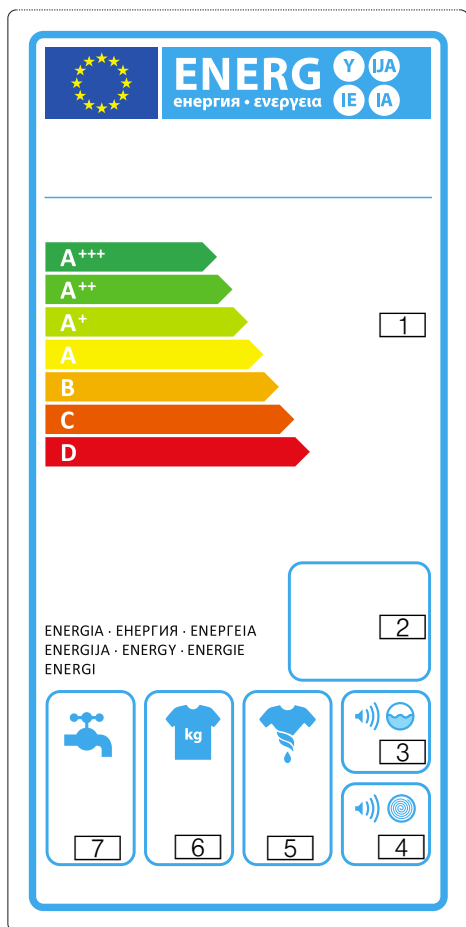 ENERG Y IJA
енергия · ενεργεια IE IA
A+++
A++
A+
1
A
B
C
D
2
ENERGIA · ЕНЕРГИЯ · ΕΝΕΡΓΕΙΑ
ENERGIJA · ENERGY · ENERGIE
ENERGI
kg
3
7
6
5
4